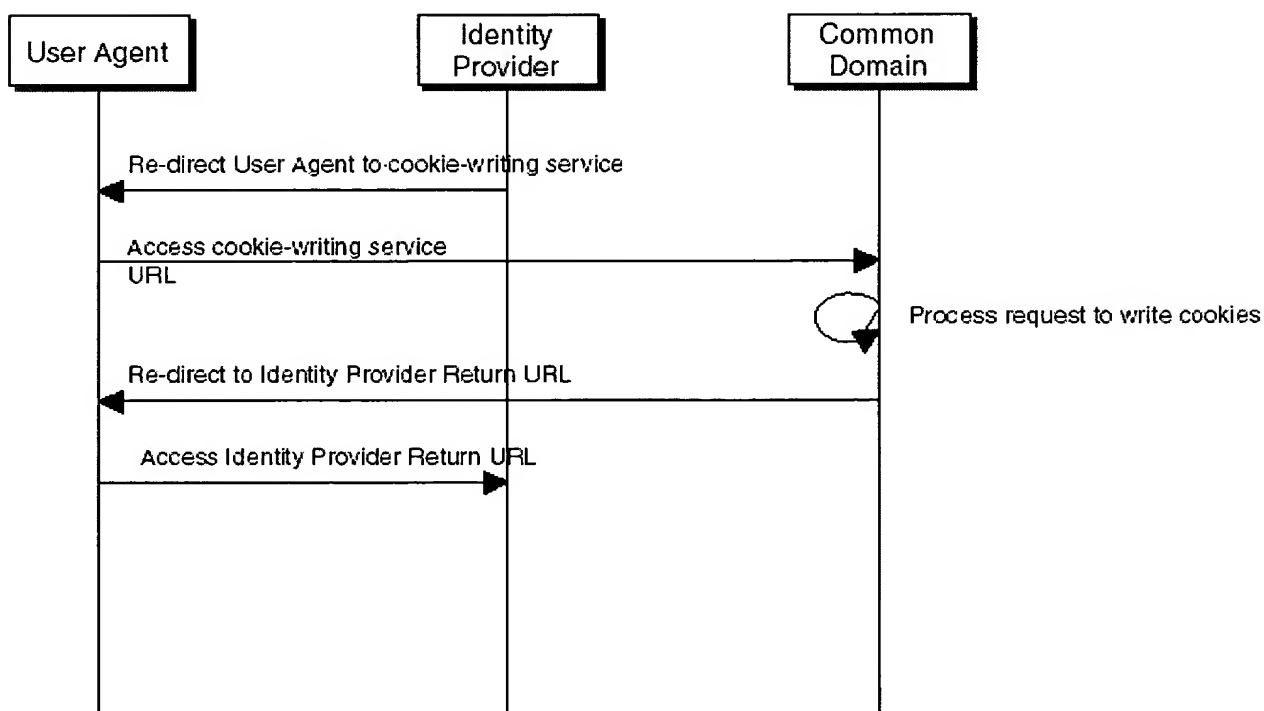 User Agent
Identity
Provider
Common
Domain
Re-direct User Agent to cookie-writing service
Access cookie-writing service
URL
Process request to write cookies
Re-direct to Identity Provider Return URL
Access Identity Provider Return URL